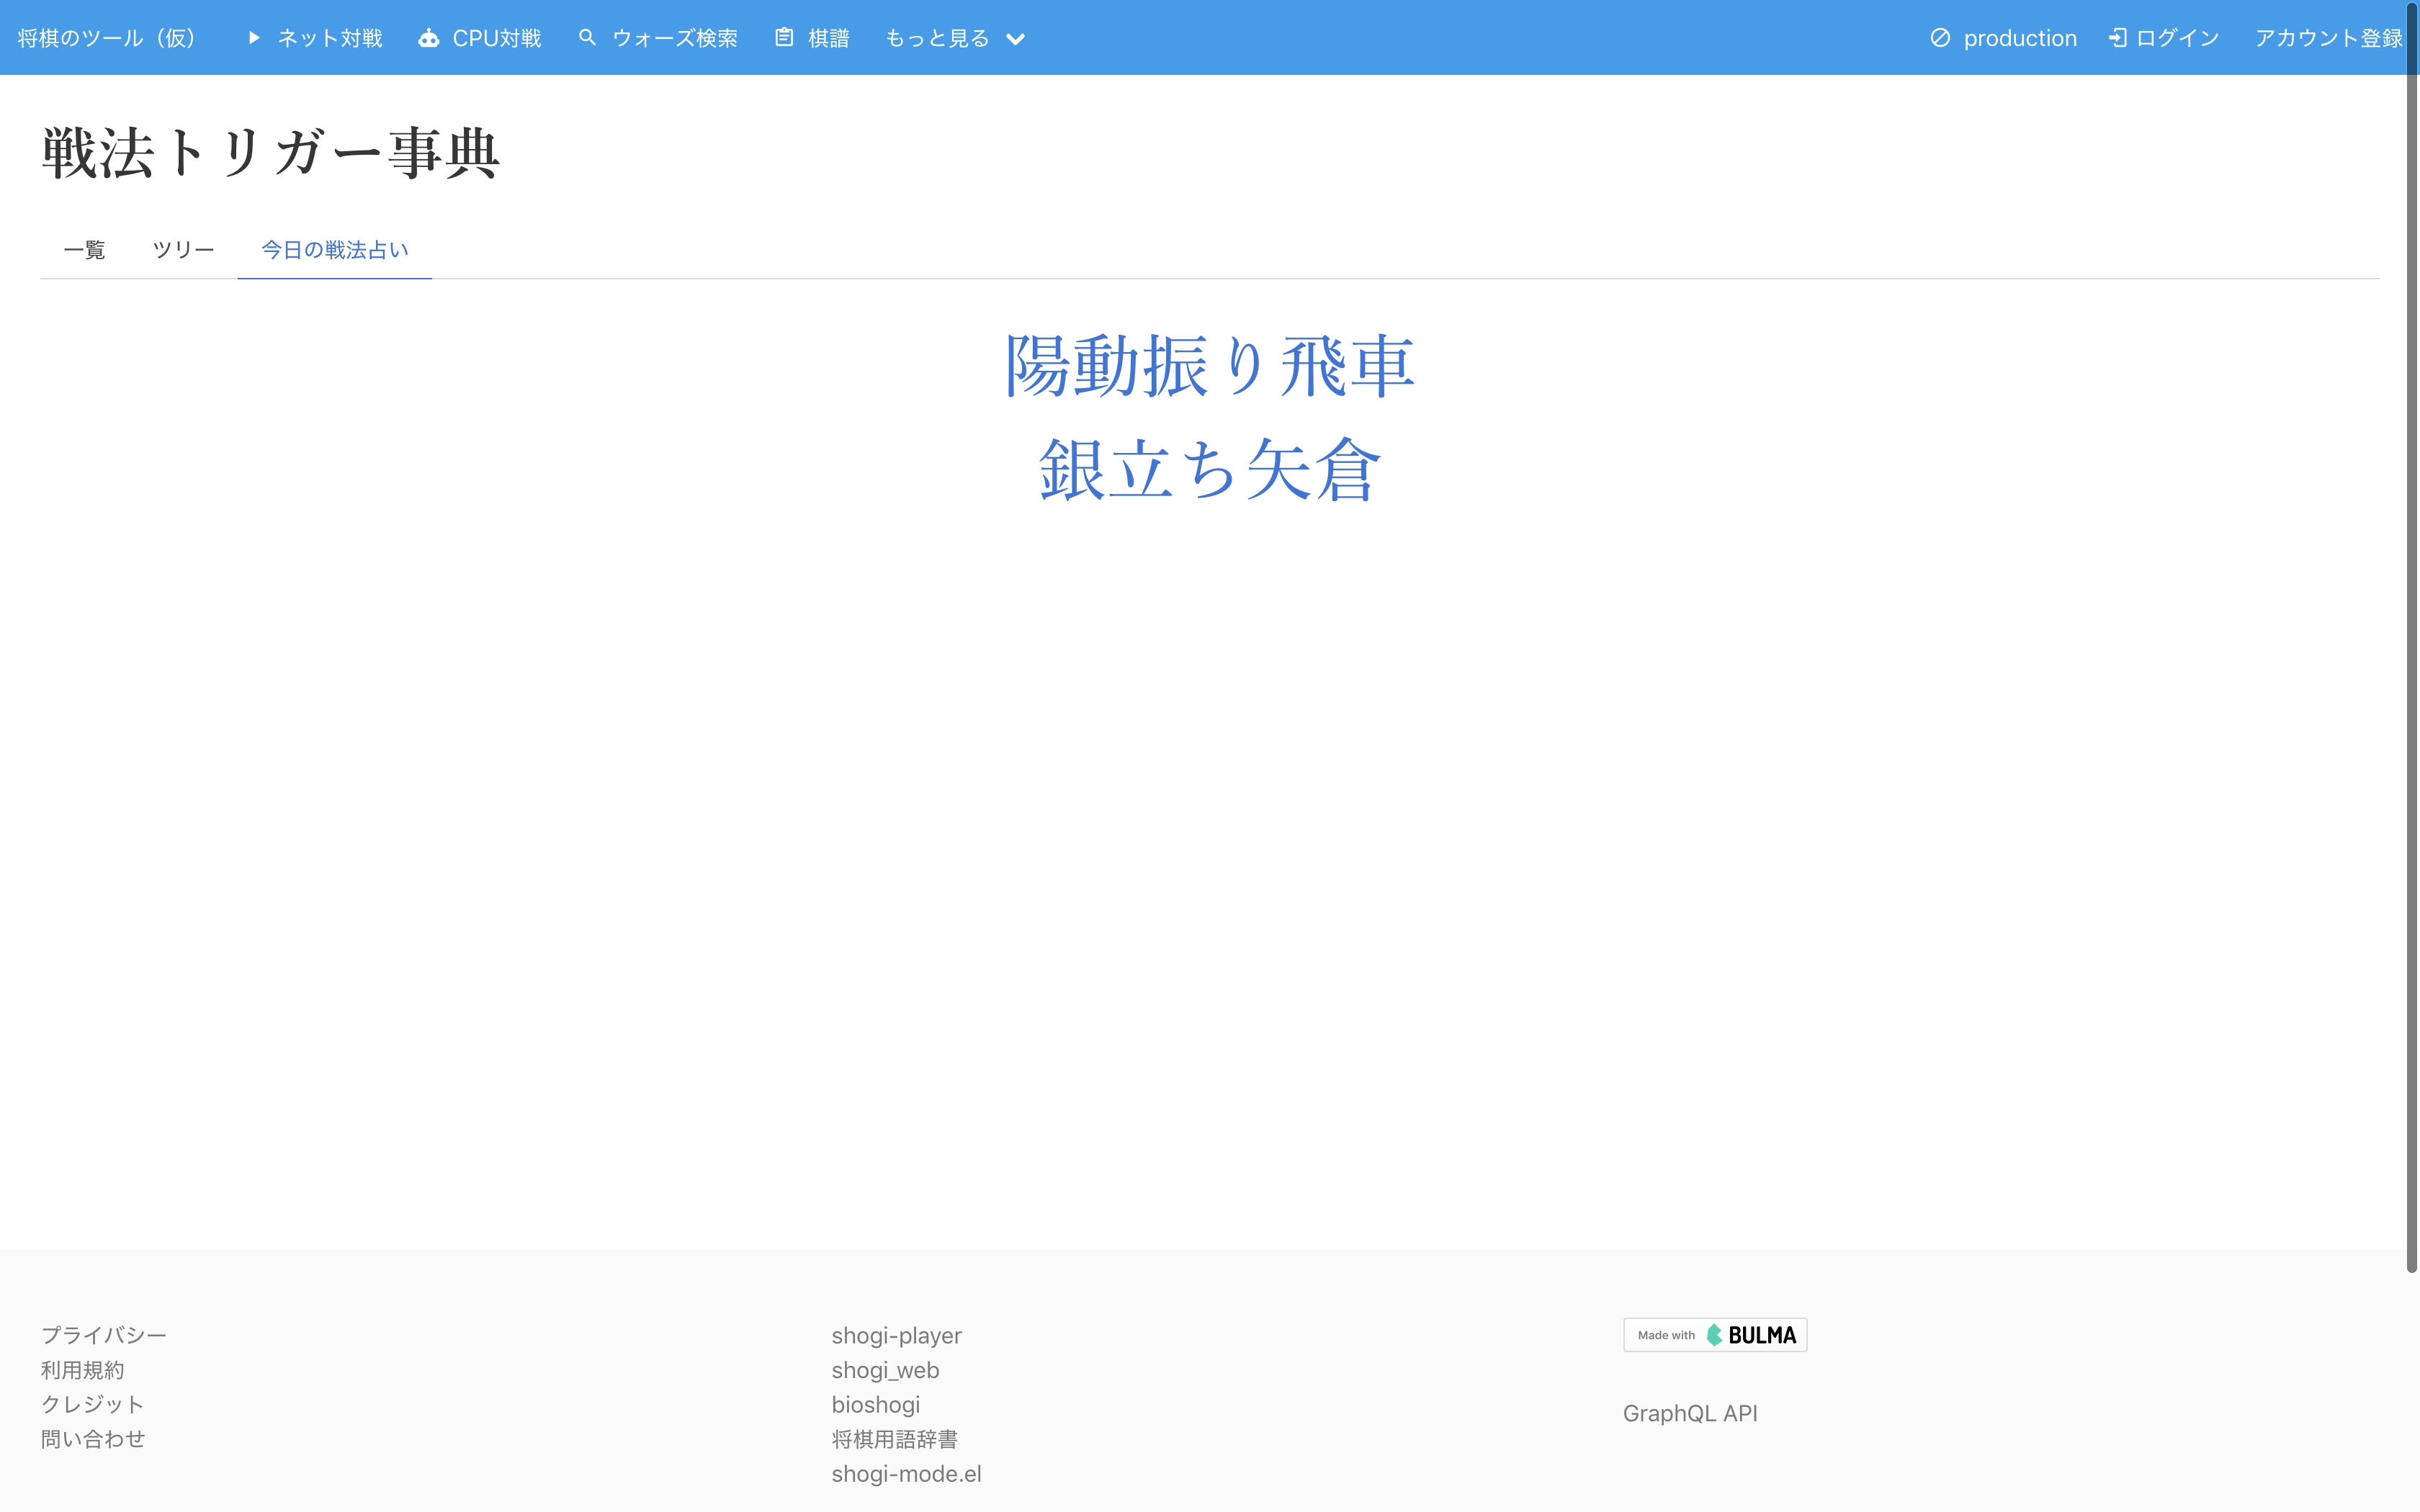 将棋のツール（仮） ネット対戦 CPU対戦 ウォーズ検索 棋譜 もっと見る production ログイン アカウント登録
戦法トリガー事典
一覧 ツリー 今日の戦法占い
陽動振り飛車
銀立ち矢倉
プライバシー
利用規約
クレジット
問い合わせ
shogi-player
shogi_web
bioshogi
将棋用語辞書
shogi-mode.el
Made with BULMA
GraphQL API